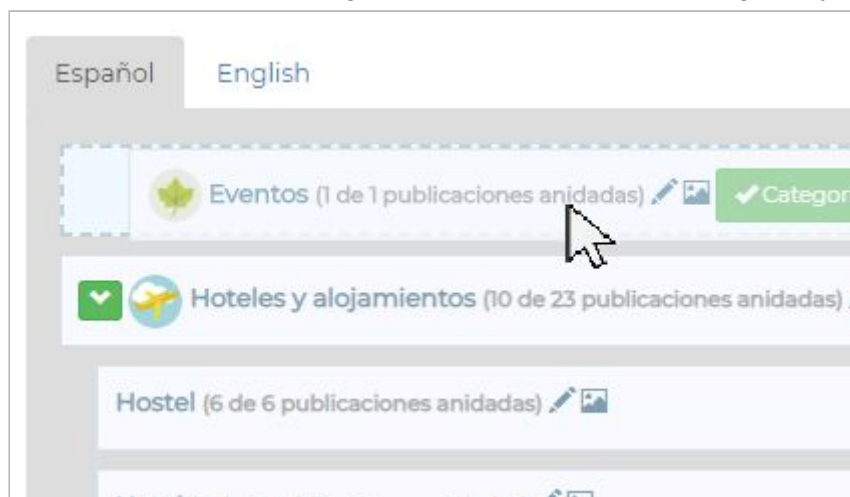 Español English
Eventos (1 de 1 publicaciones anidadas)
Hoteles y alojamientos (10 de 23 publicaciones anidadas)
Hostel (6 de 6 publicaciones anidadas)